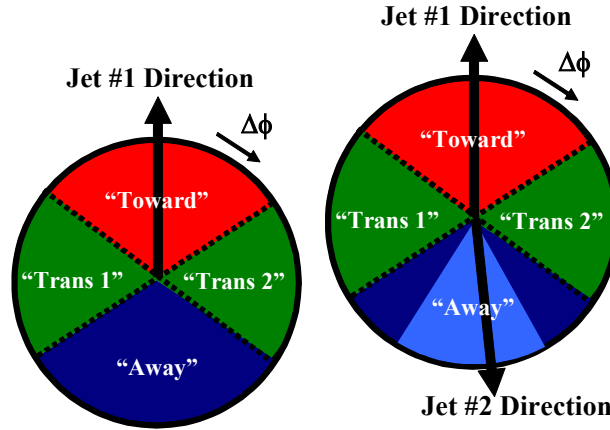 Jet #1 Direction
Δϕ
“Toward”
“Trans 1”
“Trans 2”
“Away”
Jet #1 Direction
Δϕ
“Toward”
“Trans 1”
“Trans 2”
“Away”
Jet #2 Direction